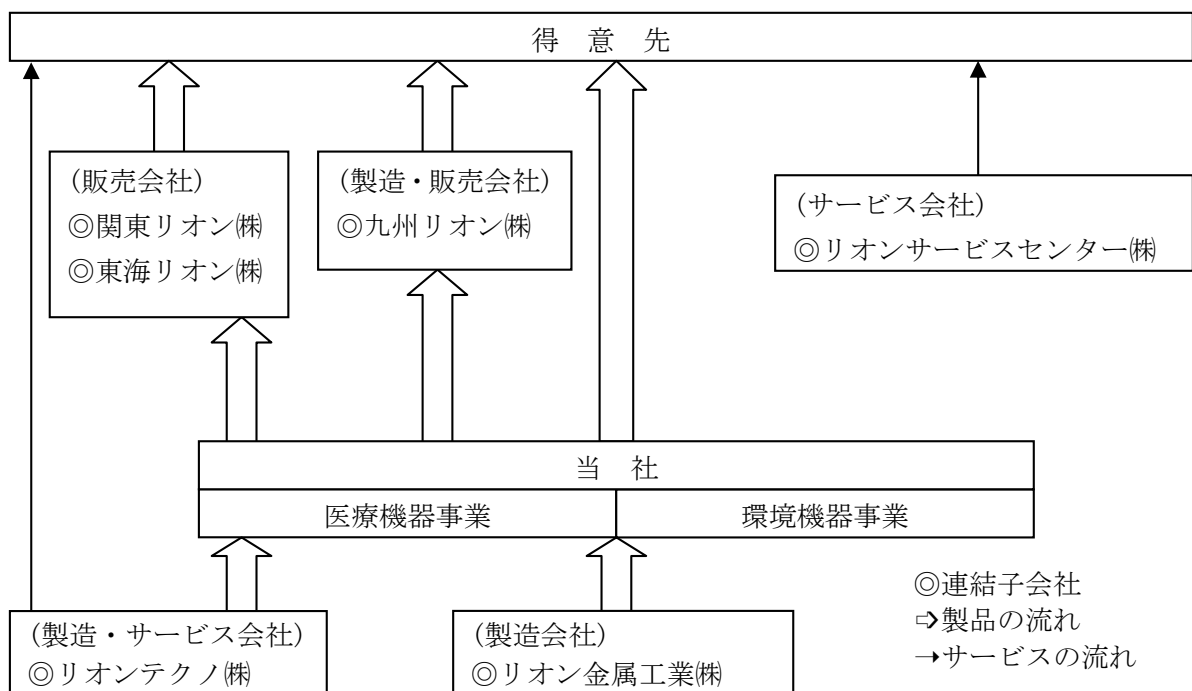 得 意 先
(販売会社)
◎関東リオン㈱
◎東海リオン㈱
(製造・販売会社)
◎九州リオン㈱
(サービス会社)
◎リオンサービスセンター㈱
当 社
医療機器事業
環境機器事業
(製造・サービス会社)
◎リオンテクノ㈱
(製造会社)
◎リオン金属工業㈱
◎連結子会社
⇨製品の流れ
→サービスの流れ